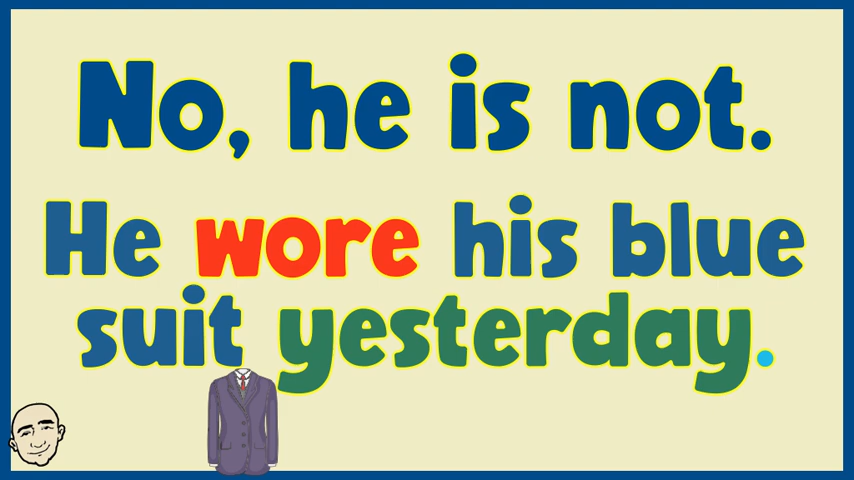 No, he is not.
He wore his blue
suit yesterday.